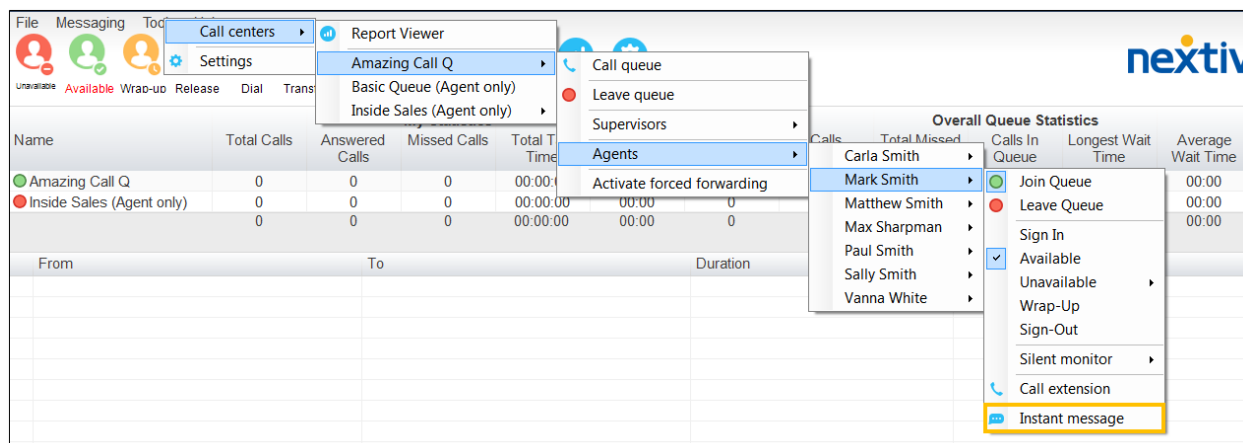 File Messaging
Call centers
Report Viewer
Settings
Amazing Call Q
Call queue
nextiv
Unavailable Available Wrap-up Release Dial
Basic Queue (Agent only)
Leave queue
Inside Sales (Agent only)
Supervisors
Overall Queue Statistics
Name Total Calls Answered Calls Missed Calls Time Calls Total Missed Calls In Queue Longest Wait Time Average Wait Time
Agents
Carla Smith
Activate forced forwarding
Mark Smith
Join Queue
Amazing Call Q 0 0 0 00:00
Matthew Smith
Leave Queue
Inside Sales (Agent only) 0 0 0 00:00:00 00:00 0 00:00
0 0 0 00:00:00 00:00 0 00:00
Max Sharpman
Sign In
Paul Smith
Available
From To Duration
Sally Smith
Unavailable
Vanna White
Wrap-Up
Sign-Out
Silent monitor
Call extension
Instant message